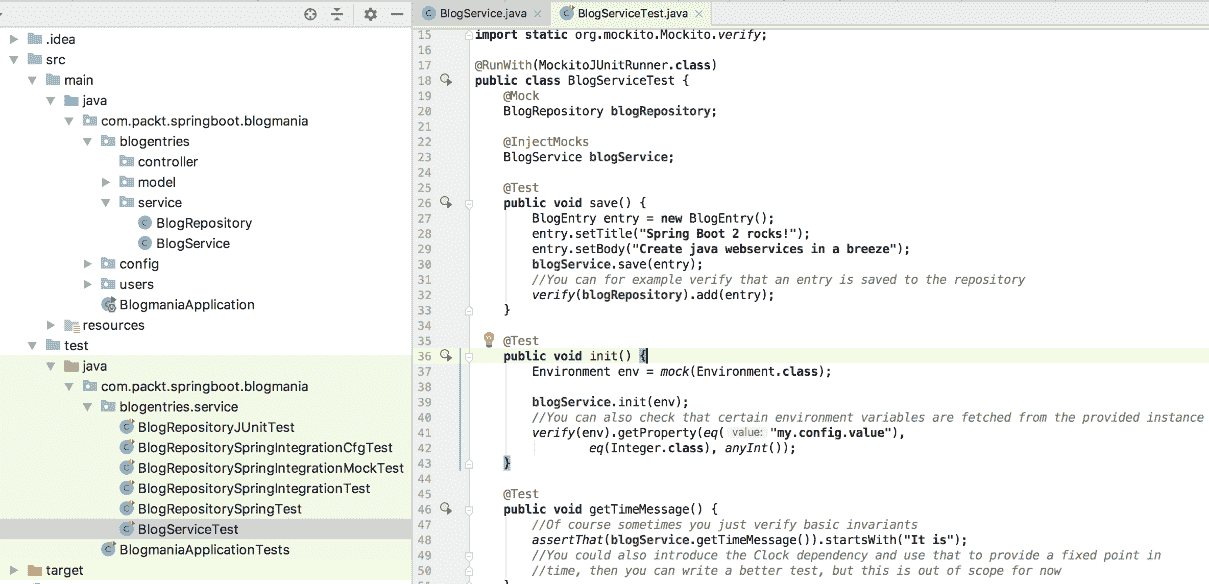 .idea
src
main
java
com.packt.springboot.blogmania
blogentries
controller
model
service
BlogRepository
BlogService
config
users
BlogmaniaApplication
resources
test
java
com.packt.springboot.blogmania
blogentries.service
BlogRepositoryJUnitTest
BlogRepositorySpringIntegrationCfgTest
BlogRepositorySpringIntegrationMockTest
BlogRepositorySpringIntegrationTest
BlogRepositorySpringTest
BlogServiceTest
BlogmaniaApplicationTests
target
BlogService.java BlogServiceTest.java
15 import static org.mockito.Mockito.verify;
16
17 @RunWith(MockitoJUnitRunner.class)
18 public class BlogServiceTest {
19 @Mock
20 BlogRepository blogRepository;
21
22 @InjectMocks
23 BlogService blogService;
24
25 @Test
26 public void save() {
27 BlogEntry entry = new BlogEntry();
28 entry.setTitle("Spring Boot 2 rocks!");
29 entry.setBody("Create java webservices in a breeze");
30 blogService.save(entry);
31 //You can for example verify that an entry is saved to the repository
32 verify(blogRepository).add(entry);
33 }
34
35 @Test
36 public void init() {
37 Environment env = mock(Environment.class);
38
39 blogService.init(env);
40 //You can also check that certain environment variables are fetched from the provided instance
41 verify(env).getProperty(eq( value: "my.config.value"),
42 eq(Integer.class), anyInt());
43 }
44
45 @Test
46 public void getTimeMessage() {
47 //Of course sometimes you just verify basic invariants
48 assertThat(blogService.getTimeMessage()).startsWith("It is");
49 //You could also introduce the Clock dependency and use that to provide a fixed point in
50 //time, then you can write a better test, but this is out of scope for now